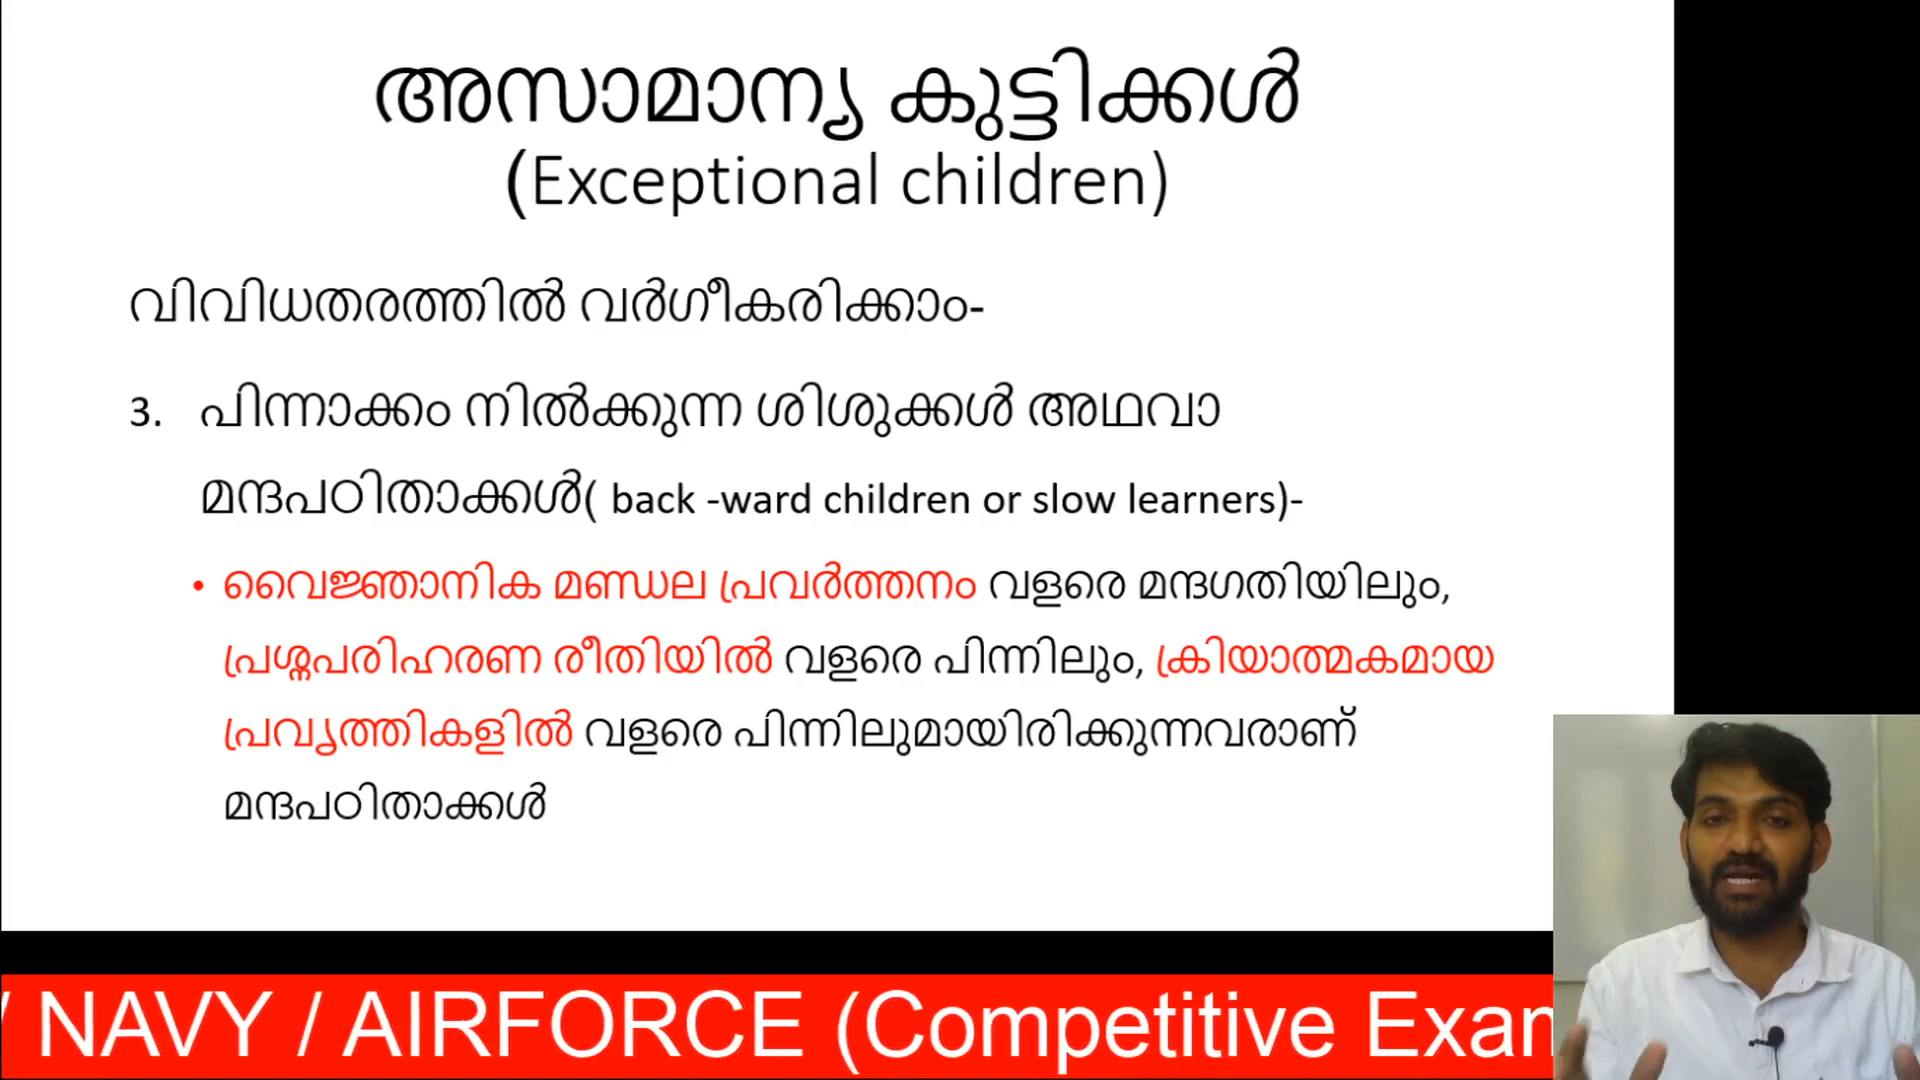 അസാമാന്യ കുട്ടിക്കൾ
(Exceptional children)
വിവിധതരത്തിൽ വർഗീകരിക്കാം-
3. പിന്നാക്കം നിൽക്കുന്ന ശിശുക്കൾ അഥവാ
മന്ദപഠിതാക്കൾ( back -ward children or slow learners)-
• വൈജ്ഞാനിക മണ്ഡല പ്രവർത്തനം വളരെ മന്ദഗതിയിലും,
പ്രശ്നപരിഹരണ രീതിയിൽ വളരെ പിന്നിലും, ക്രിയാത്മകമായ
പ്രവൃത്തികളിൽ വളരെ പിന്നിലുമായിരിക്കുന്നവരാണ്
മന്ദപഠിതാക്കൾ
/ NAVY / AIRFORCE (Competitive Exam